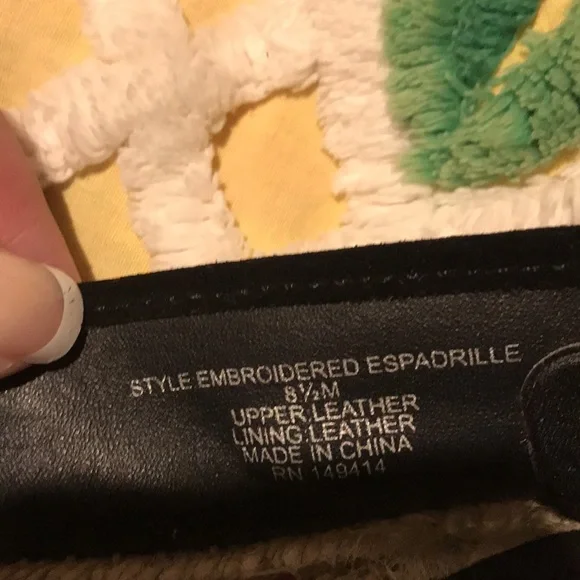 STYLE:EMBROIDERED ESPADRILLE
8½M
UPPER:LEATHER
LINING:LEATHER
MADE IN CHINA
RN 149414